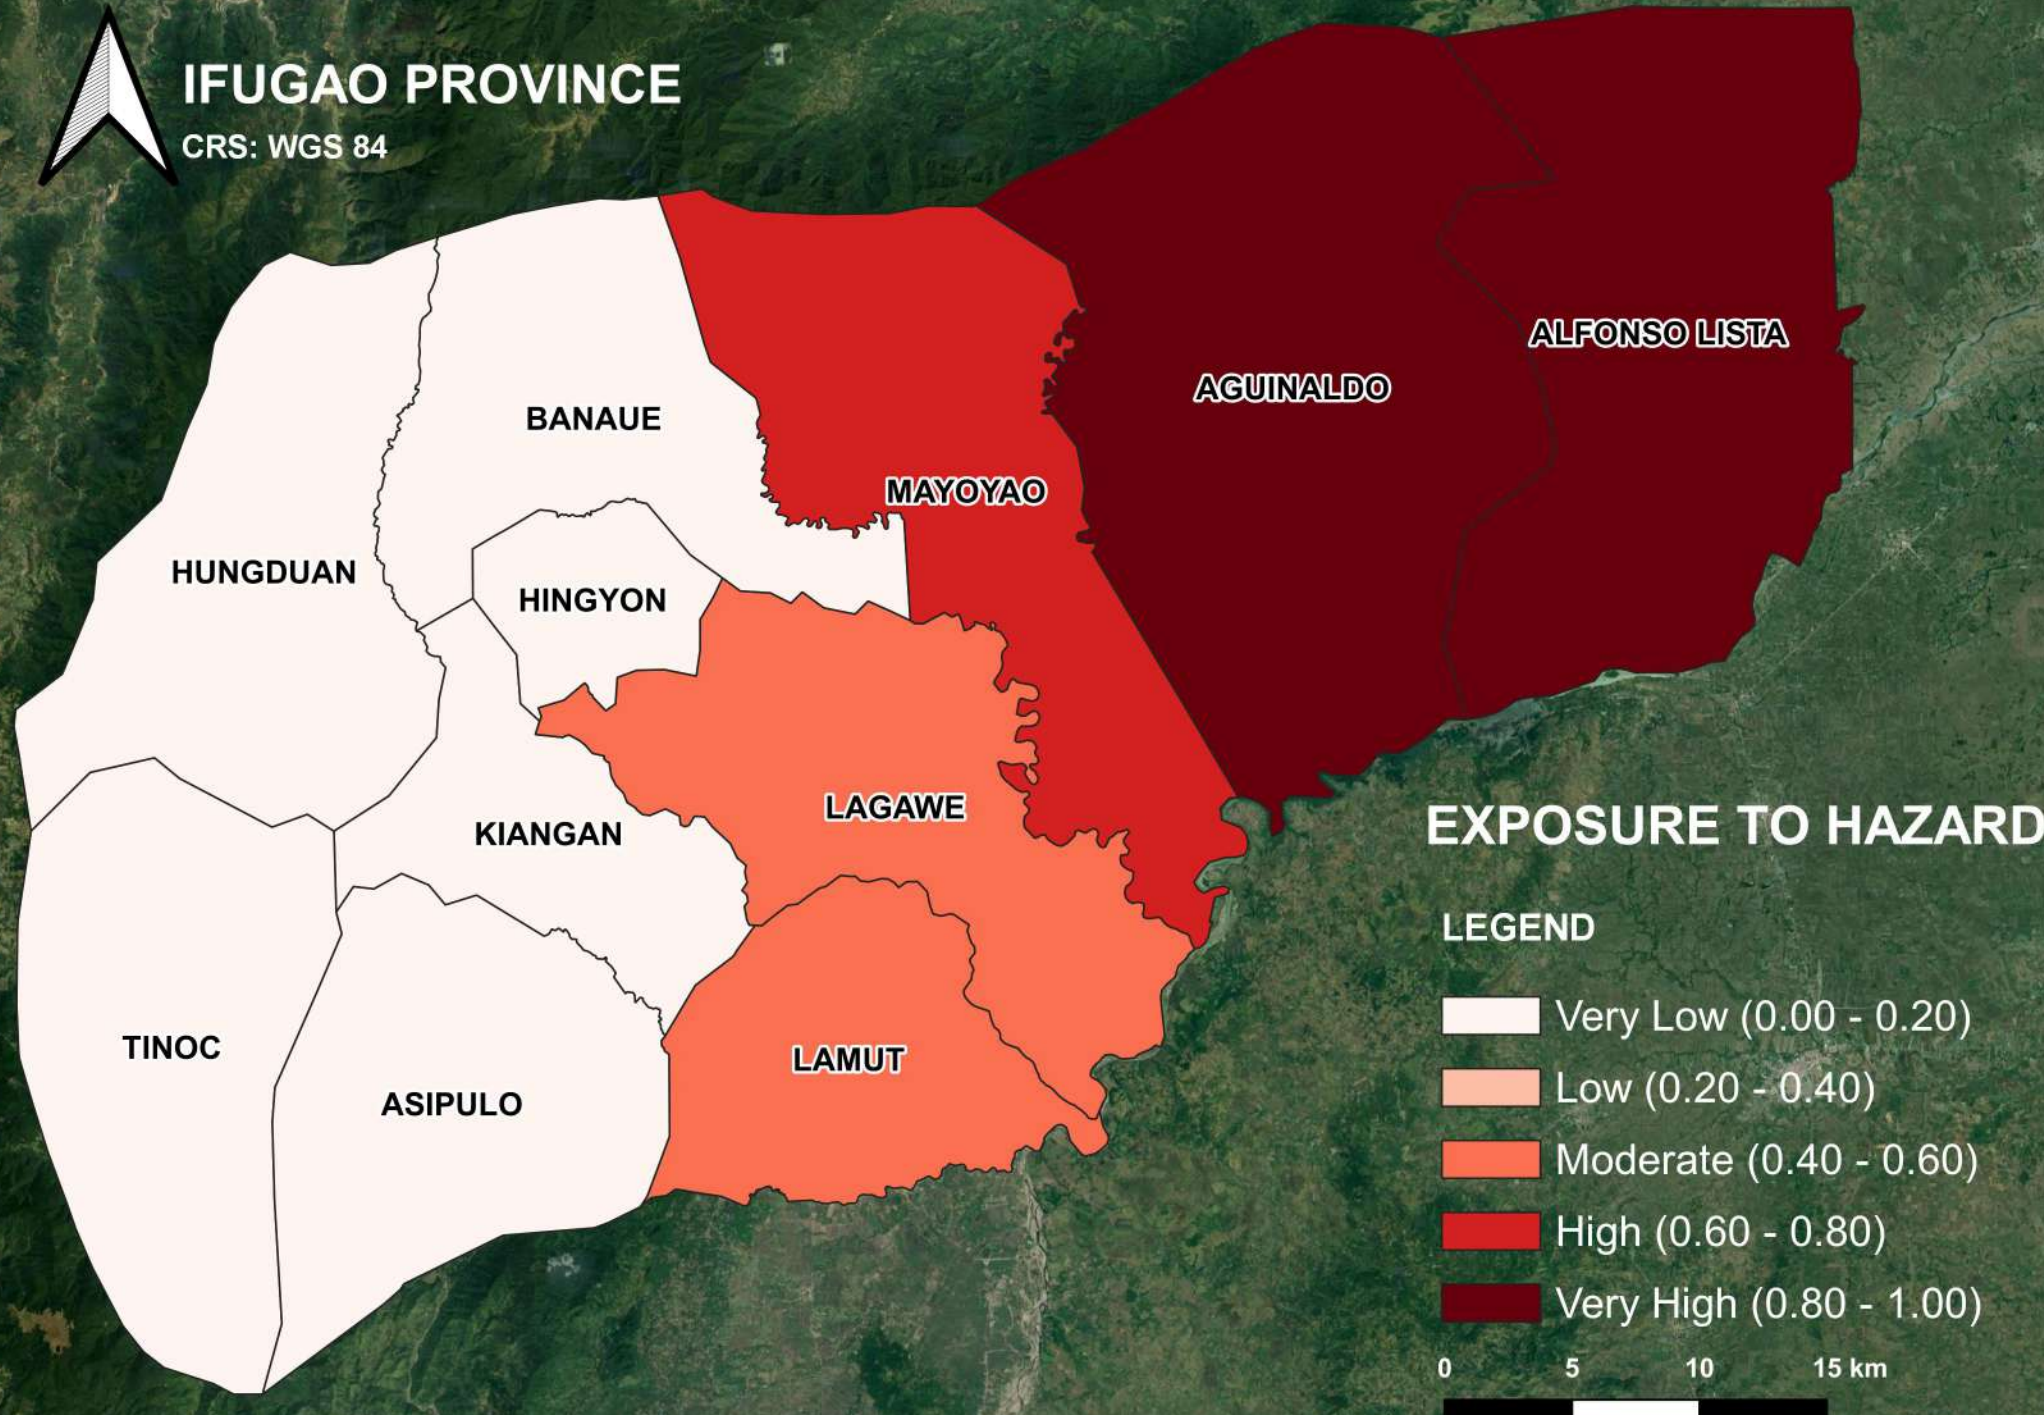 IFUGAO PROVINCE
CRS: WGS 84
ALFONSO LISTA
AGUINALDO
BANAUE
MAYOYAO
HUNGDUAN
HINGYON
LAGAWE
KIANGAN
TINOC
LAMUT
ASIPULO
EXPOSURE TO HAZARD
LEGEND
Very Low (0.00 - 0.20)
Low (0.20 - 0.40)
Moderate (0.40 - 0.60)
High (0.60 - 0.80)
Very High (0.80 - 1.00)
0 5 10 15 km